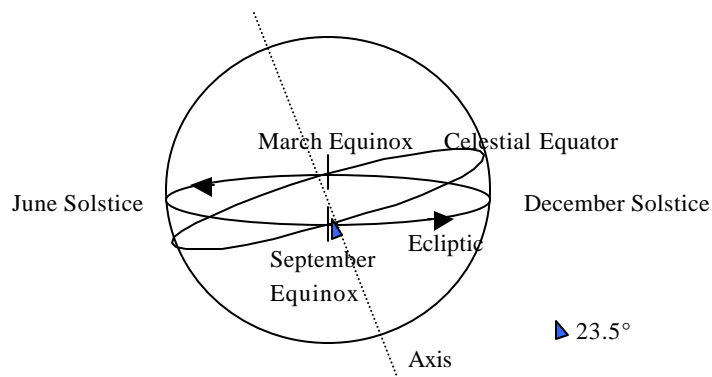 March Equinox
Celestial Equator
June Solstice
December Solstice
Ecliptic
September
Equinox
23.5°
Axis